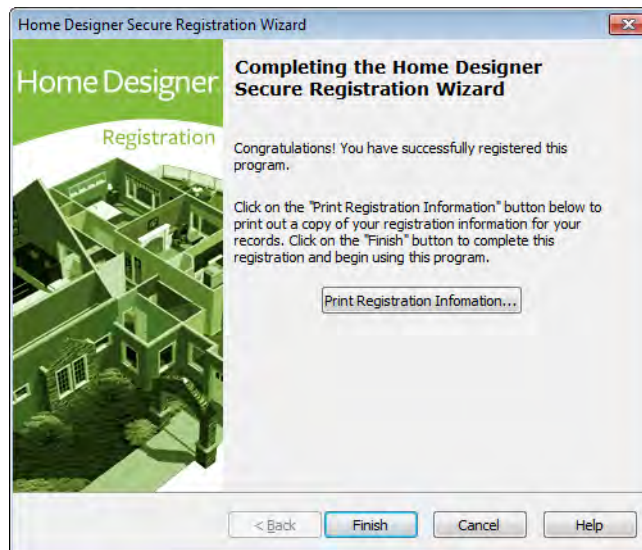 Home Designer Secure Registration Wizard
Home Designer
Registration
Completing the Home Designer
Secure Registration Wizard
Congratulations! You have successfully registered this
program.
Click on the "Print Registration Information" button below to
print out a copy of your registration information for your
records. Click on the "Finish" button to complete this
registration and begin using this program.
Print Registration Infomation...
< Back
Finish
Cancel
Help